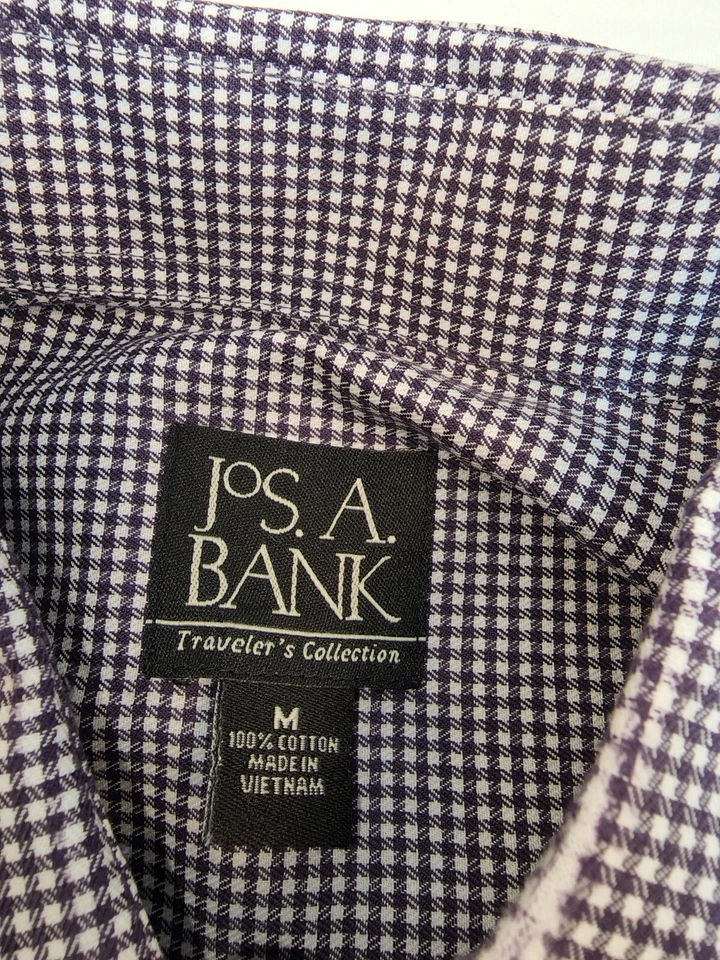 JOS. A.
BANK
Traveler's Collection
M
100% COTTON
MADE IN
VIETNAM